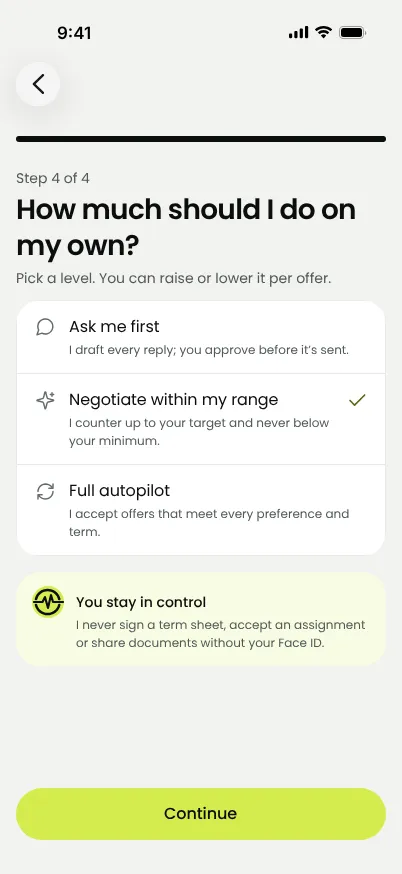 9:41
Step 4 of 4
How much should I do on
my own?
Pick a level. You can raise or lower it per offer.
Ask me first
I draft every reply; you approve before it’s sent.
Negotiate within my range
I counter up to your target and never below
your minimum.
Full autopilot
I accept offers that meet every preference and
term.
You stay in control
I never sign a term sheet, accept an assignment
or share documents without your Face ID.
Continue